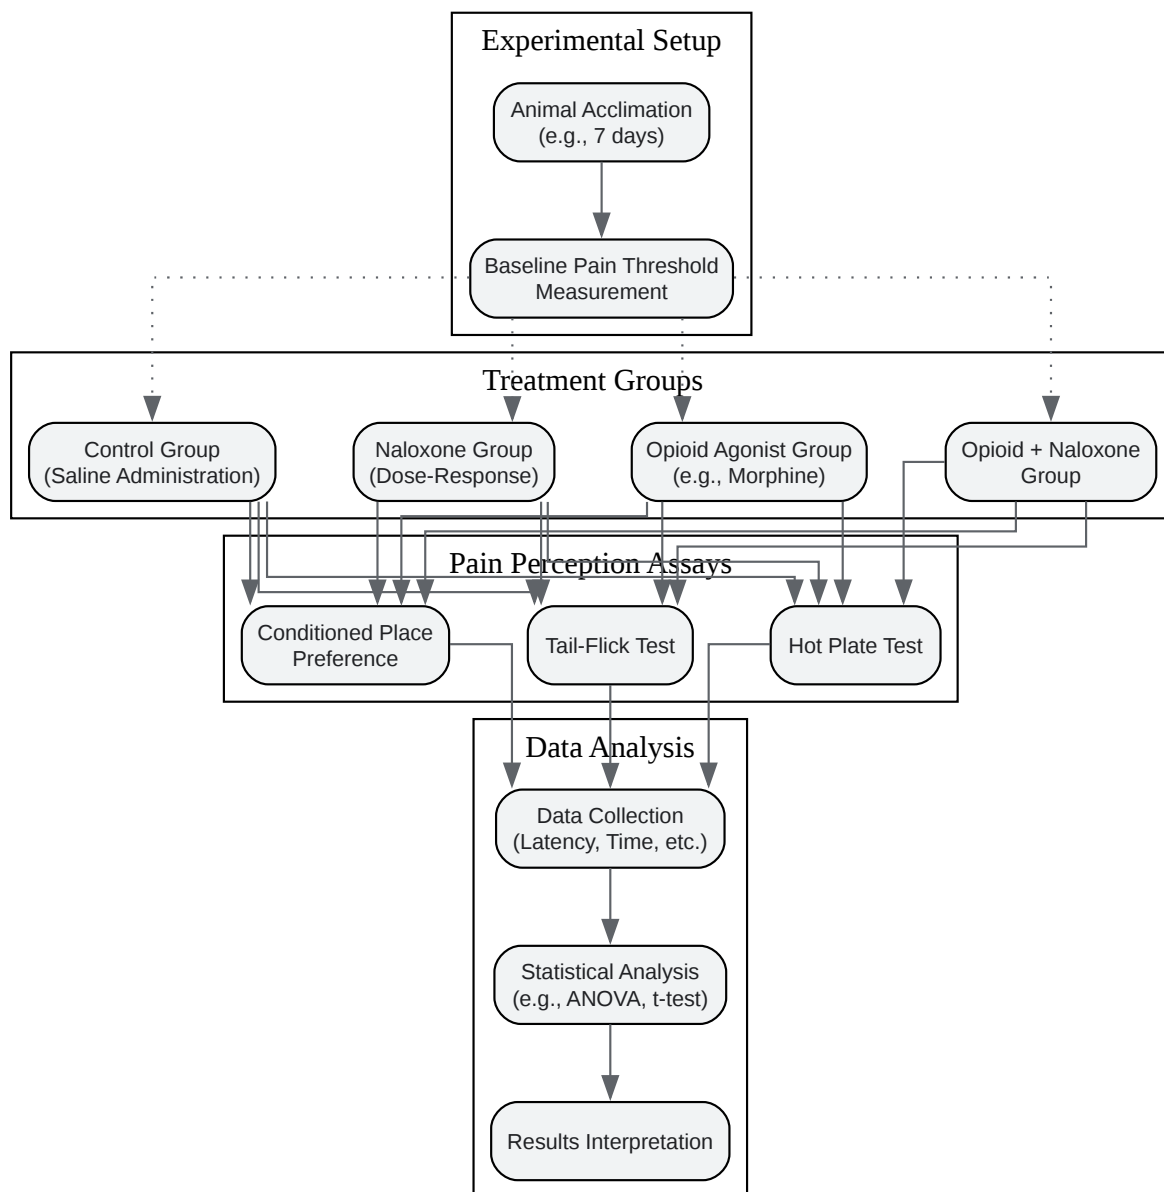 Experimental Setup
Animal Acclimation
(e.g., 7 days)
Baseline Pain Threshold
Measurement
Treatment Groups
Control Group
(Saline Administration)
Naloxone Group
(Dose-Response)
Opioid Agonist Group
(e.g., Morphine)
Opioid + Naloxone
Group
Pain Perception Assays
Conditioned Place
Preference
Tail-Flick Test
Hot Plate Test
Data Analysis
Data Collection
(Latency, Time, etc.)
Statistical Analysis
(e.g., ANOVA, t-test)
Results Interpretation